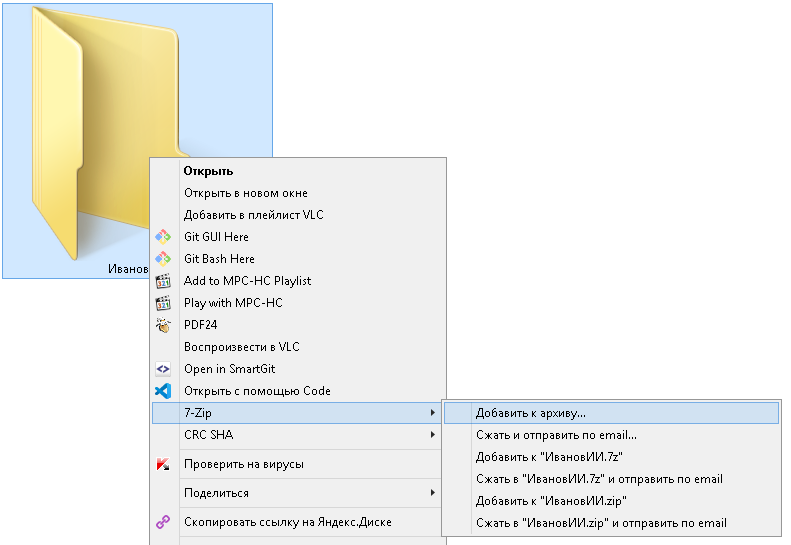 Иванов
Открыть
Открыть в новом окне
Добавить в плейлист VLC
Git GUI Here
Git Bash Here
Add to MPC-HC Playlist
Play with MPC-HC
PDF24
Воспроизвести в VLC
Open in SmartGit
Открыть с помощью Code
7-Zip
CRC SHA
Проверить на вирусы
Поделиться
Скопировать ссылку на Яндекс.Диске
Добавить к архиву...
Сжать и отправить по email...
Добавить к "ИвановИИ.7z"
Сжать в "ИвановИИ.7z" и отправить по email
Добавить к "ИвановИИ.zip"
Сжать в "ИвановИИ.zip" и отправить по email